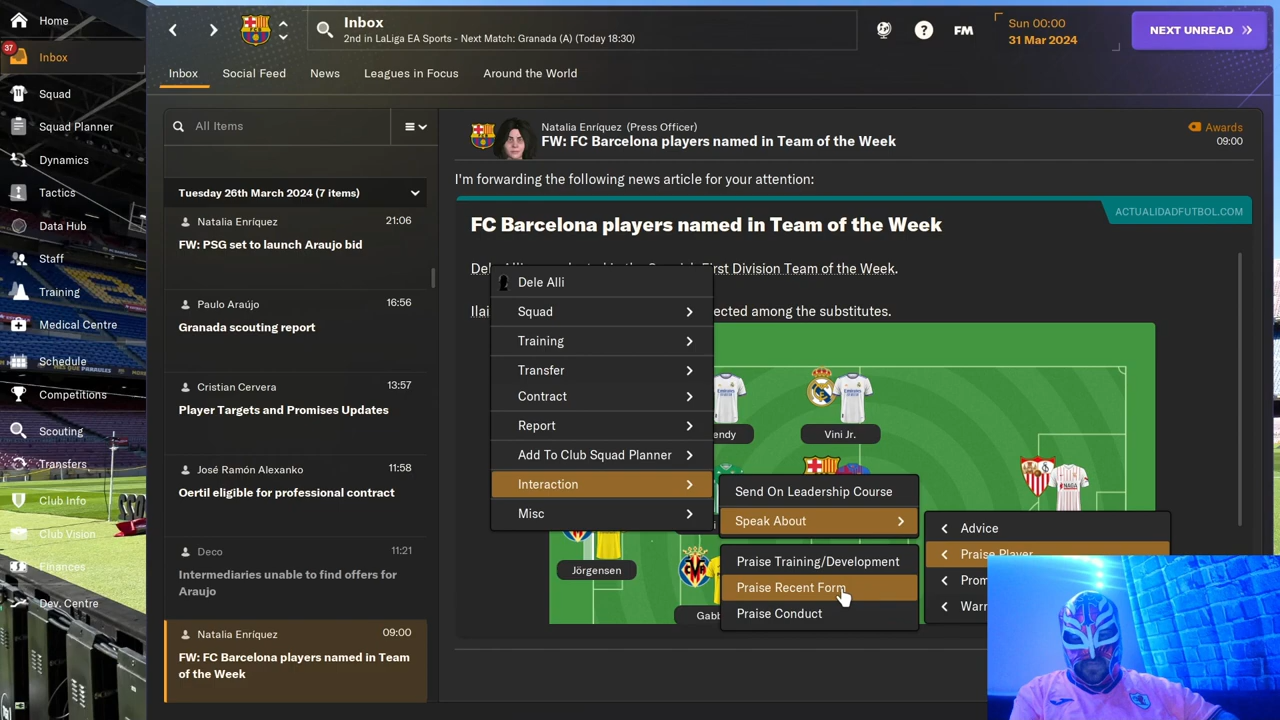 Home
37
Inbox
Squad
Squad Planner
Dynamics
Tactics
Data Hub
Staff
Training
Medical Centre
Schedule
Competitions
Scouting
Transfers
Club Info
Club Vision
Finances
Dev. Centre
Inbox
2nd in LaLiga EA Sports - Next Match: Granada (A) (Today 18:30)
FM
Sun 00:00
31 Mar 2024
NEXT UNREAD
Inbox
Social Feed
News
Leagues in Focus
Around the World
All Items
Tuesday 26th March 2024 (7 items)
Natalia Enríquez 21:06
FW: PSG set to launch Araujo bid
Paulo Araújo 16:56
Granada scouting report
Cristian Cervera 13:57
Player Targets and Promises Updates
José Ramón Alexanko 11:58
Oertil eligible for professional contract
Deco 11:21
Intermediaries unable to find offers for
Araujo
Natalia Enríquez 09:00
FW: FC Barcelona players named in Team
of the Week
Natalia Enríquez (Press Officer)
FW: FC Barcelona players named in Team of the Week
Awards
09:00
I'm forwarding the following news article for your attention:
ACTUALIDADFUTBOL.COM
FC Barcelona players named in Team of the Week
First Division Team of the Week.
among the substitutes.
Dele Alli
Squad
Training
Transfer
Contract
Report
Add To Club Squad Planner
Interaction
Misc
Vini Jr.
Jörgensen
Send On Leadership Course
Speak About
Praise Training/Development
Praise Recent Form
Praise Conduct
Advice
Praise Player